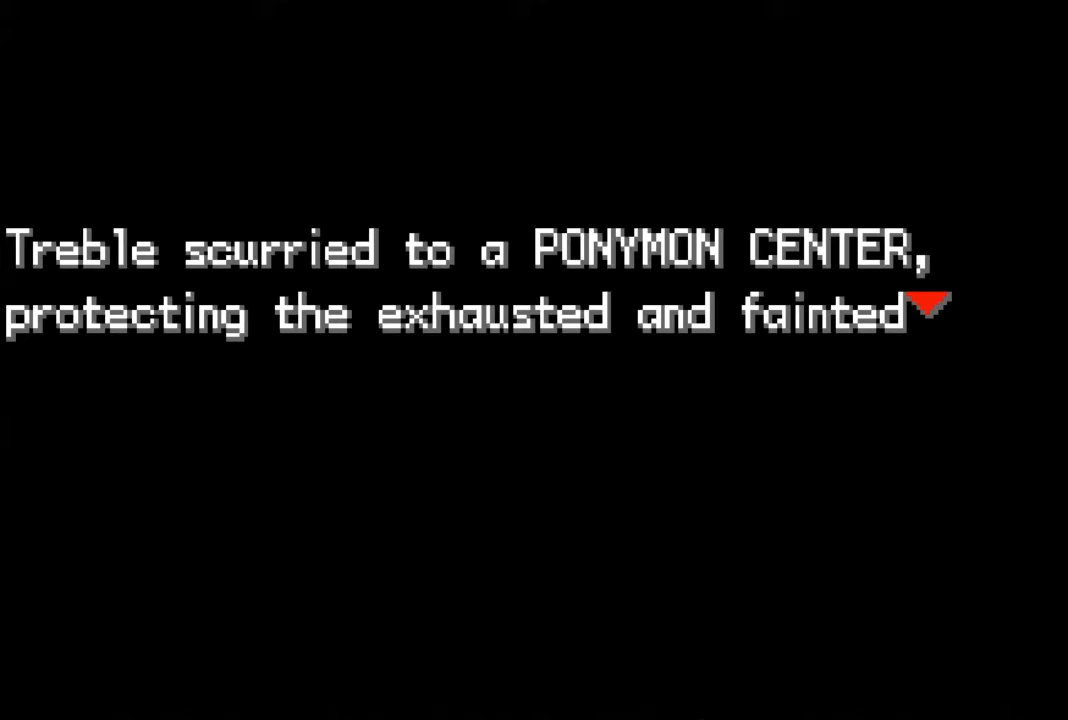 Treble scurried to a PONYMON CENTER,
protecting the exhausted and fainted